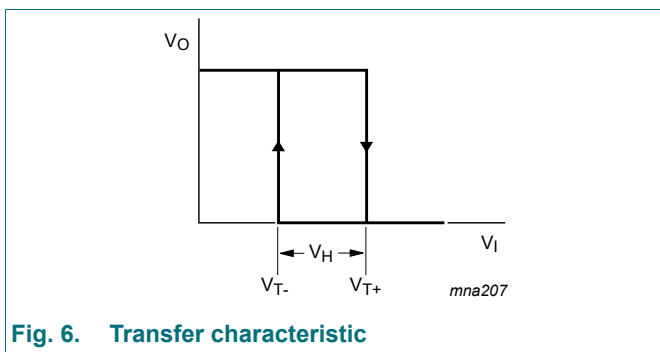 VO
VI
VH
VT-
VT+
mna207
Fig. 6. Transfer characteristic